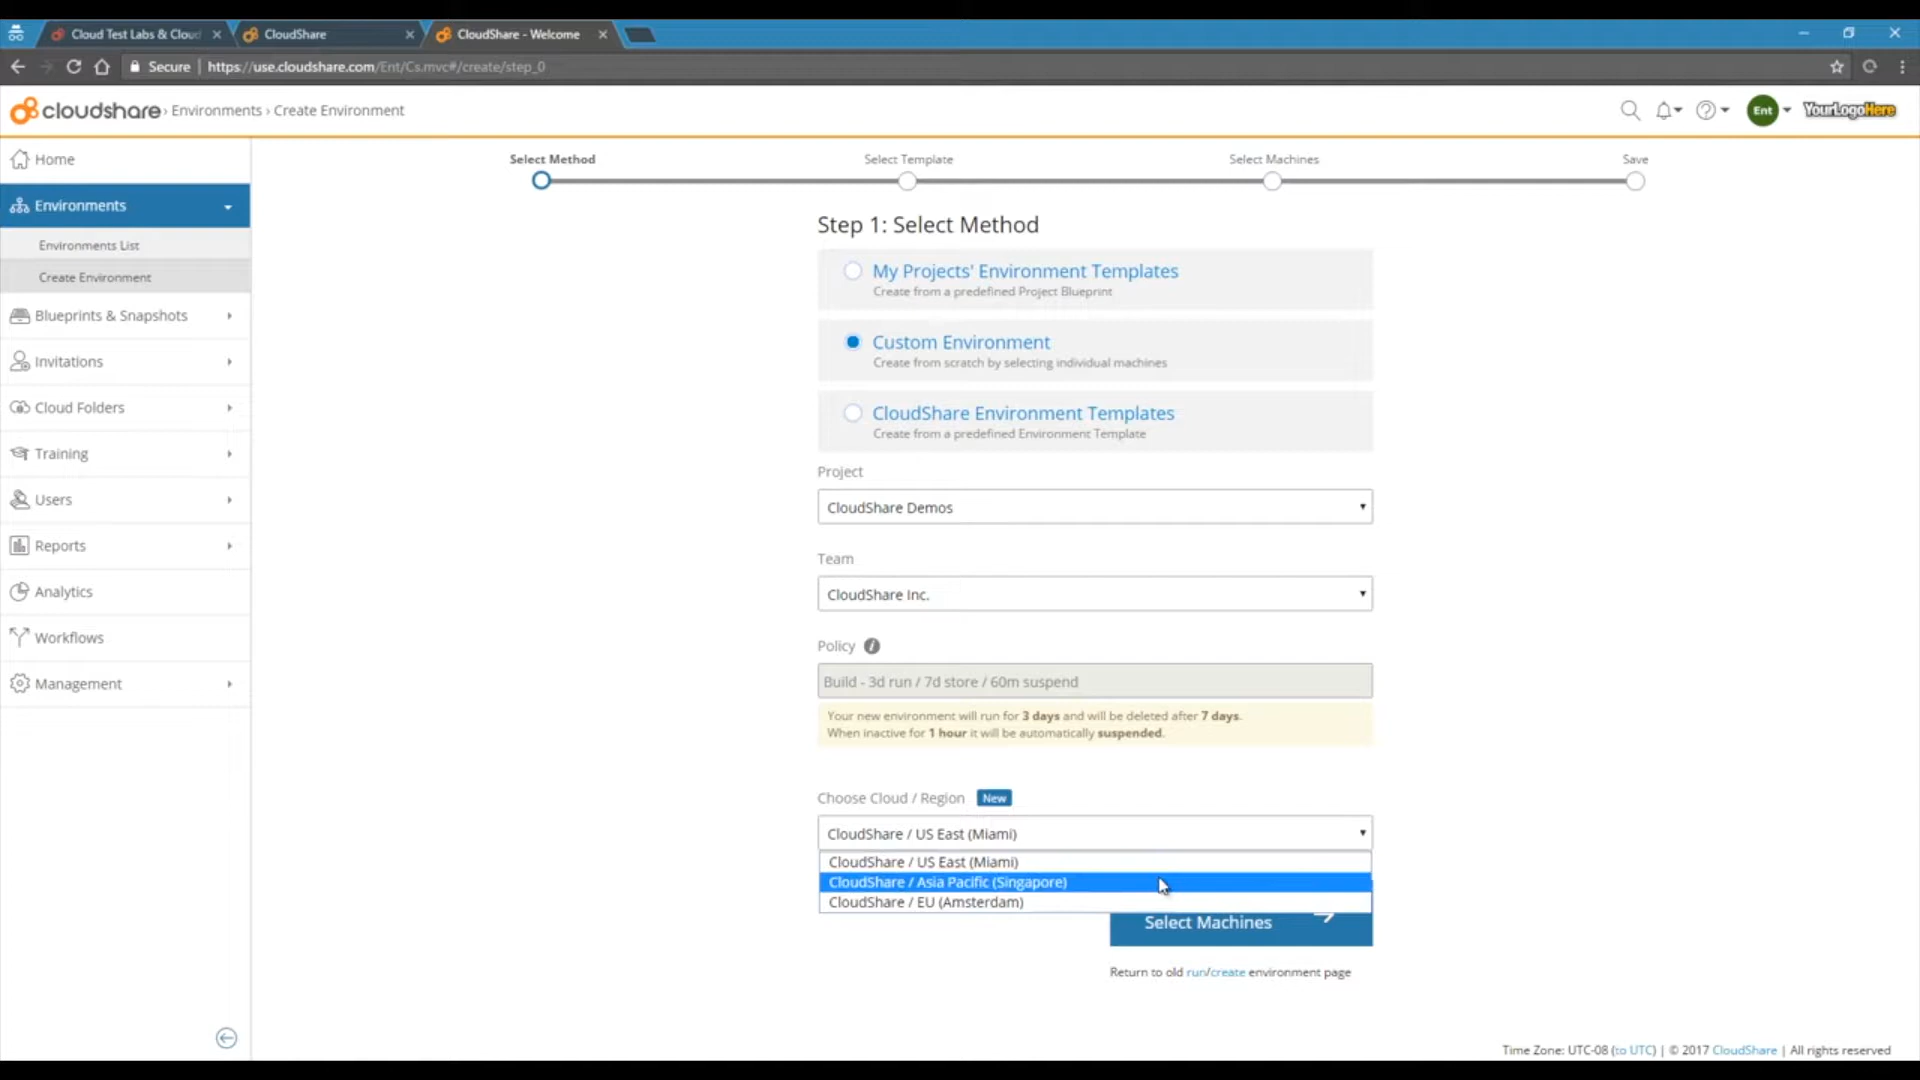 Cloud Test Labs & Cloud
CloudShare
CloudShare - Welcome
Secure
https://use.cloudshare.com/Ent/Cs.mvc#/create/step_0
cloudshare › Environments › Create Environment
Ent
YourLogoHere
Home
Environments
Environments List
Create Environment
Blueprints & Snapshots
Invitations
Cloud Folders
Training
Users
Reports
Analytics
Workflows
Management
Select Method
Select Template
Select Machines
Save
Step 1: Select Method
My Projects' Environment Templates
Create from a predefined Project Blueprint
Custom Environment
Create from scratch by selecting individual machines
CloudShare Environment Templates
Create from a predefined Environment Template
Project
CloudShare Demos
Team
CloudShare Inc.
Policy
Build - 3d run / 7d store / 60m suspend
Your new environment will run for 3 days and will be deleted after 7 days.
When inactive for 1 hour it will be automatically suspended.
Choose Cloud / Region New
CloudShare / US East (Miami)
CloudShare / US East (Miami)
CloudShare / Asia Pacific (Singapore)
CloudShare / EU (Amsterdam)
Select Machines
Return to old run/create environment page
Time Zone: UTC-08 (to UTC) | © 2017 CloudShare | All rights reserved